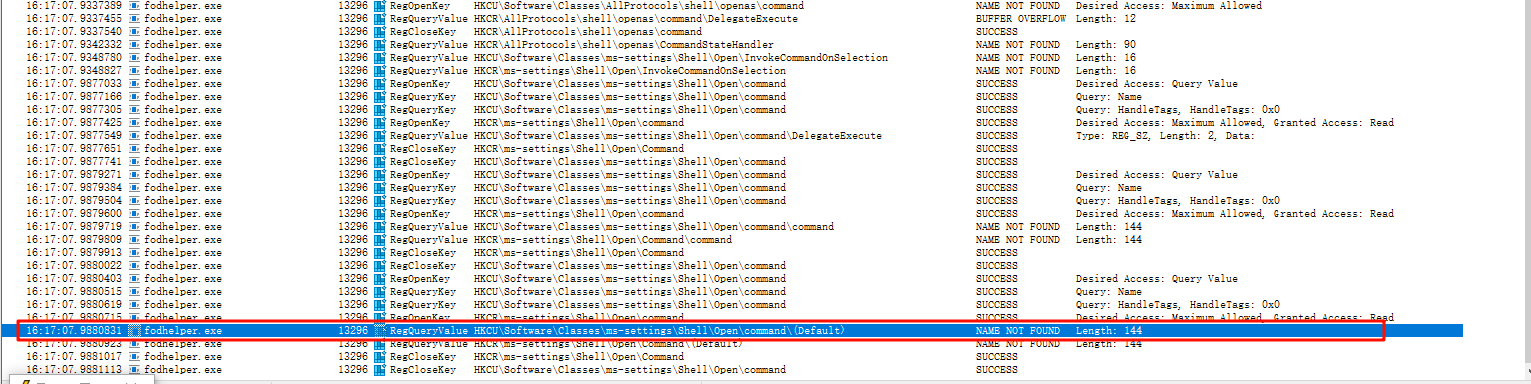 16:17:07.9337389 fodhelper.exe 13296 RegOpenKey HKCU\Software\Classes\AllProtocols\shell\openas\command NAME NOT FOUND Desired Access: Maximum Allowed
16:17:07.9337455 fodhelper.exe 13296 RegQueryValue HKCR\AllProtocols\shell\openas\command\DelegateExecute BUFFER OVERFLOW Length: 12
16:17:07.9337540 fodhelper.exe 13296 RegCloseKey HKCR\AllProtocols\shell\openas\command SUCCESS
16:17:07.9342332 fodhelper.exe 13296 RegQueryValue HKCR\AllProtocols\shell\openas\CommandStateHandler NAME NOT FOUND Length: 90
16:17:07.9348780 fodhelper.exe 13296 RegQueryValue HKCU\Software\Classes\ms-settings\Shell\Open\InvokeCommandOnSelection NAME NOT FOUND Length: 16
16:17:07.9348827 fodhelper.exe 13296 RegQueryValue HKCR\ms-settings\Shell\Open\InvokeCommandOnSelection NAME NOT FOUND Length: 16
16:17:07.9877033 fodhelper.exe 13296 RegOpenKey HKCU\Software\Classes\ms-settings\Shell\Open\command SUCCESS Desired Access: Query Value
16:17:07.9877166 fodhelper.exe 13296 RegQueryKey HKCU\Software\Classes\ms-settings\Shell\Open\command SUCCESS Query: Name
16:17:07.9877305 fodhelper.exe 13296 RegQueryKey HKCU\Software\Classes\ms-settings\Shell\Open\command SUCCESS Query: HandleTags, HandleTags: 0x0
16:17:07.9877425 fodhelper.exe 13296 RegOpenKey HKCR\ms-settings\Shell\Open\command SUCCESS Desired Access: Maximum Allowed, Granted Access: Read
16:17:07.9877549 fodhelper.exe 13296 RegQueryValue HKCU\Software\Classes\ms-settings\Shell\Open\command\DelegateExecute SUCCESS Type: REG_SZ, Length: 2, Data:
16:17:07.9877651 fodhelper.exe 13296 RegCloseKey HKCR\ms-settings\Shell\Open\Command SUCCESS
16:17:07.9877741 fodhelper.exe 13296 RegCloseKey HKCU\Software\Classes\ms-settings\Shell\Open\command SUCCESS
16:17:07.9879271 fodhelper.exe 13296 RegOpenKey HKCU\Software\Classes\ms-settings\Shell\Open\command SUCCESS Desired Access: Query Value
16:17:07.9879384 fodhelper.exe 13296 RegQueryKey HKCU\Software\Classes\ms-settings\Shell\Open\command SUCCESS Query: Name
16:17:07.9879504 fodhelper.exe 13296 RegQueryKey HKCU\Software\Classes\ms-settings\Shell\Open\command SUCCESS Query: HandleTags, HandleTags: 0x0
16:17:07.9879600 fodhelper.exe 13296 RegOpenKey HKCR\ms-settings\Shell\Open\command SUCCESS Desired Access: Maximum Allowed, Granted Access: Read
16:17:07.9879719 fodhelper.exe 13296 RegQueryValue HKCU\Software\Classes\ms-settings\Shell\Open\command\command NAME NOT FOUND Length: 144
16:17:07.9879809 fodhelper.exe 13296 RegQueryValue HKCR\ms-settings\Shell\Open\Command\command NAME NOT FOUND Length: 144
16:17:07.9879913 fodhelper.exe 13296 RegCloseKey HKCR\ms-settings\Shell\Open\Command SUCCESS
16:17:07.9880022 fodhelper.exe 13296 RegCloseKey HKCU\Software\Classes\ms-settings\Shell\Open\command SUCCESS
16:17:07.9880403 fodhelper.exe 13296 RegOpenKey HKCU\Software\Classes\ms-settings\Shell\Open\command SUCCESS Desired Access: Query Value
16:17:07.9880515 fodhelper.exe 13296 RegQueryKey HKCU\Software\Classes\ms-settings\Shell\Open\command SUCCESS Query: Name
16:17:07.9880619 fodhelper.exe 13296 RegQueryKey HKCU\Software\Classes\ms-settings\Shell\Open\command SUCCESS Query: HandleTags, HandleTags: 0x0
16:17:07.9880715 fodhelper.exe 13296 RegOpenKey HKCR\ms-settings\Shell\Open\command SUCCESS Desired Access: Maximum Allowed, Granted Access: Read
16:17:07.9880831 fodhelper.exe 13296 RegQueryValue HKCU\Software\Classes\ms-settings\Shell\Open\command\(Default) NAME NOT FOUND Length: 144
16:17:07.9880923 fodhelper.exe 13296 RegQueryValue HKCR\ms-settings\Shell\Open\Command\(Default) NAME NOT FOUND Length: 144
16:17:07.9881017 fodhelper.exe 13296 RegCloseKey HKCR\ms-settings\Shell\Open\Command SUCCESS
16:17:07.9881113 fodhelper.exe 13296 RegCloseKey HKCU\Software\Classes\ms-settings\Shell\Open\command SUCCESS